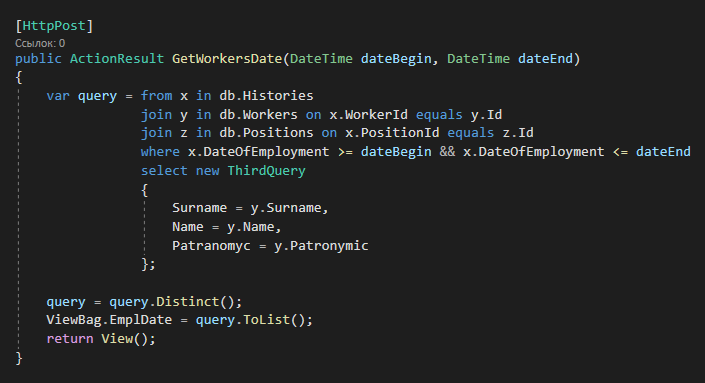 [HttpPost]
Ссылок: 0
public ActionResult GetWorkersDate(DateTime dateBegin, DateTime dateEnd)
{
var query = from x in db.Histories
join y in db.Workers on x.WorkerId equals y.Id
join z in db.Positions on x.PositionId equals z.Id
where x.DateOfEmployment >= dateBegin && x.DateOfEmployment <= dateEnd
select new ThirdQuery
{
Surname = y.Surname,
Name = y.Name,
Patranomyc = y.Patronymic
};
query = query.Distinct();
ViewBag.EmplDate = query.ToList();
return View();
}